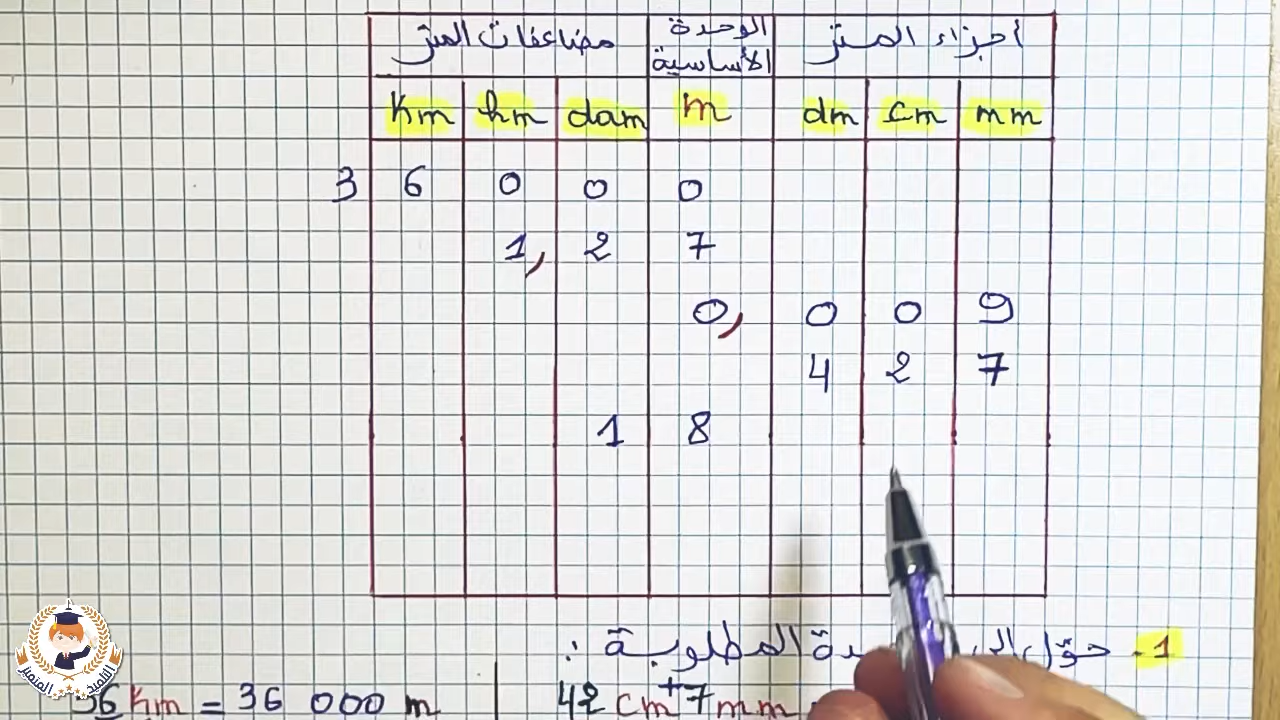 مضاعفات المتر الوحدة الأساسية أجزاء المتر
Km hm dam m dm cm mm
3 6 0 0 0
1, 2 7
0, 0 0 9
4 2 7
1 8
1. حوّل إلى المطلوبة :
36 Km = 36 000 m | 42 cm + 7 mm
التلميذ المتميز